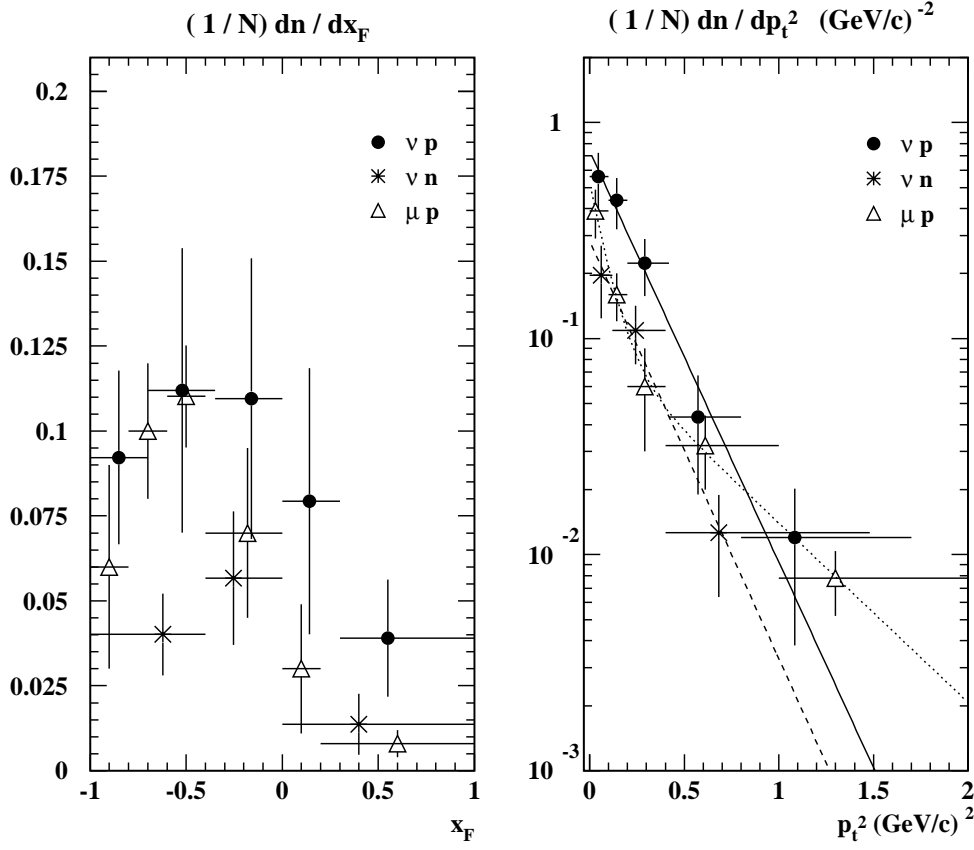 ( 1 / N ) dn / dx_F
0.2
0.175
0.15
0.125
0.1
0.075
0.05
0.025
0
-1 -0.5 0 0.5 1
x_F
ν p
ν n
μ p
( 1 / N ) dn / dp_t^2 (GeV/c)^-2
1
10^-1
10^-2
10^-3
0 0.5 1 1.5 2
p_t^2 (GeV/c)^2
ν p
ν n
μ p